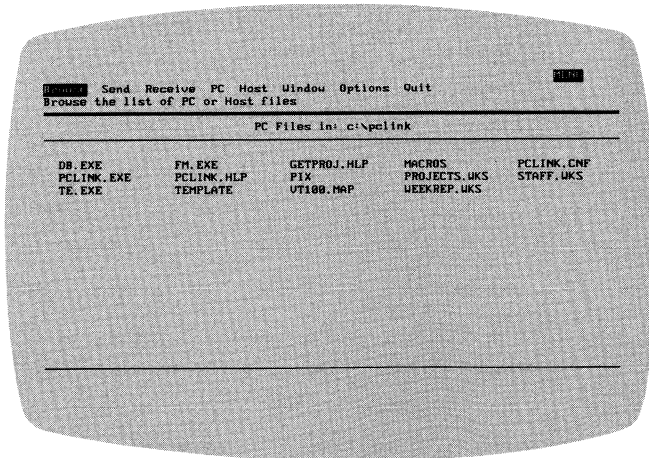 MENU
Browse Send Receive PC Host Window Options Quit
Browse the list of PC or Host files
PC Files in: c:\pclink
DB.EXE FM.EXE GETPROJ.HLP MACROS PCLINK.CNF
PCLINK.EXE PCLINK.HLP PIX PROJECTS.WKS STAFF.WKS
TE.EXE TEMPLATE VT100.MAP WEEKREP.WKS